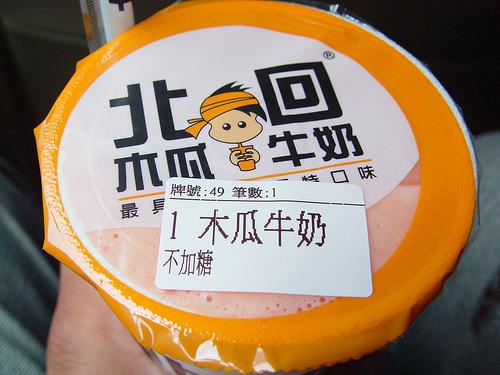 北回®
木瓜牛奶
最具 特口味
牌號:49 筆數:1
1 木瓜牛奶
不加糖